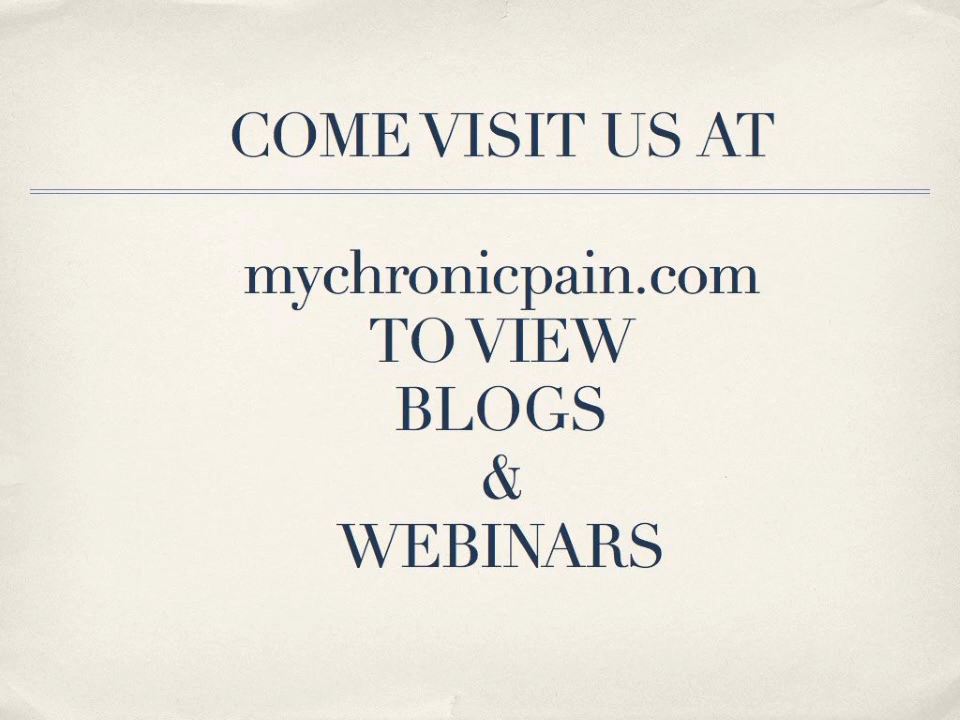 COME VISIT US AT
mychronicpain.com
TO VIEW
BLOGS
&
WEBINARS